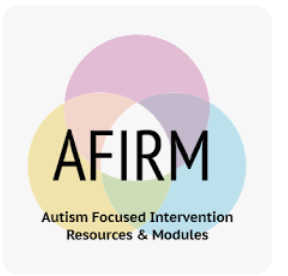 AFIRM
Autism Focused Intervention
Resources & Modules